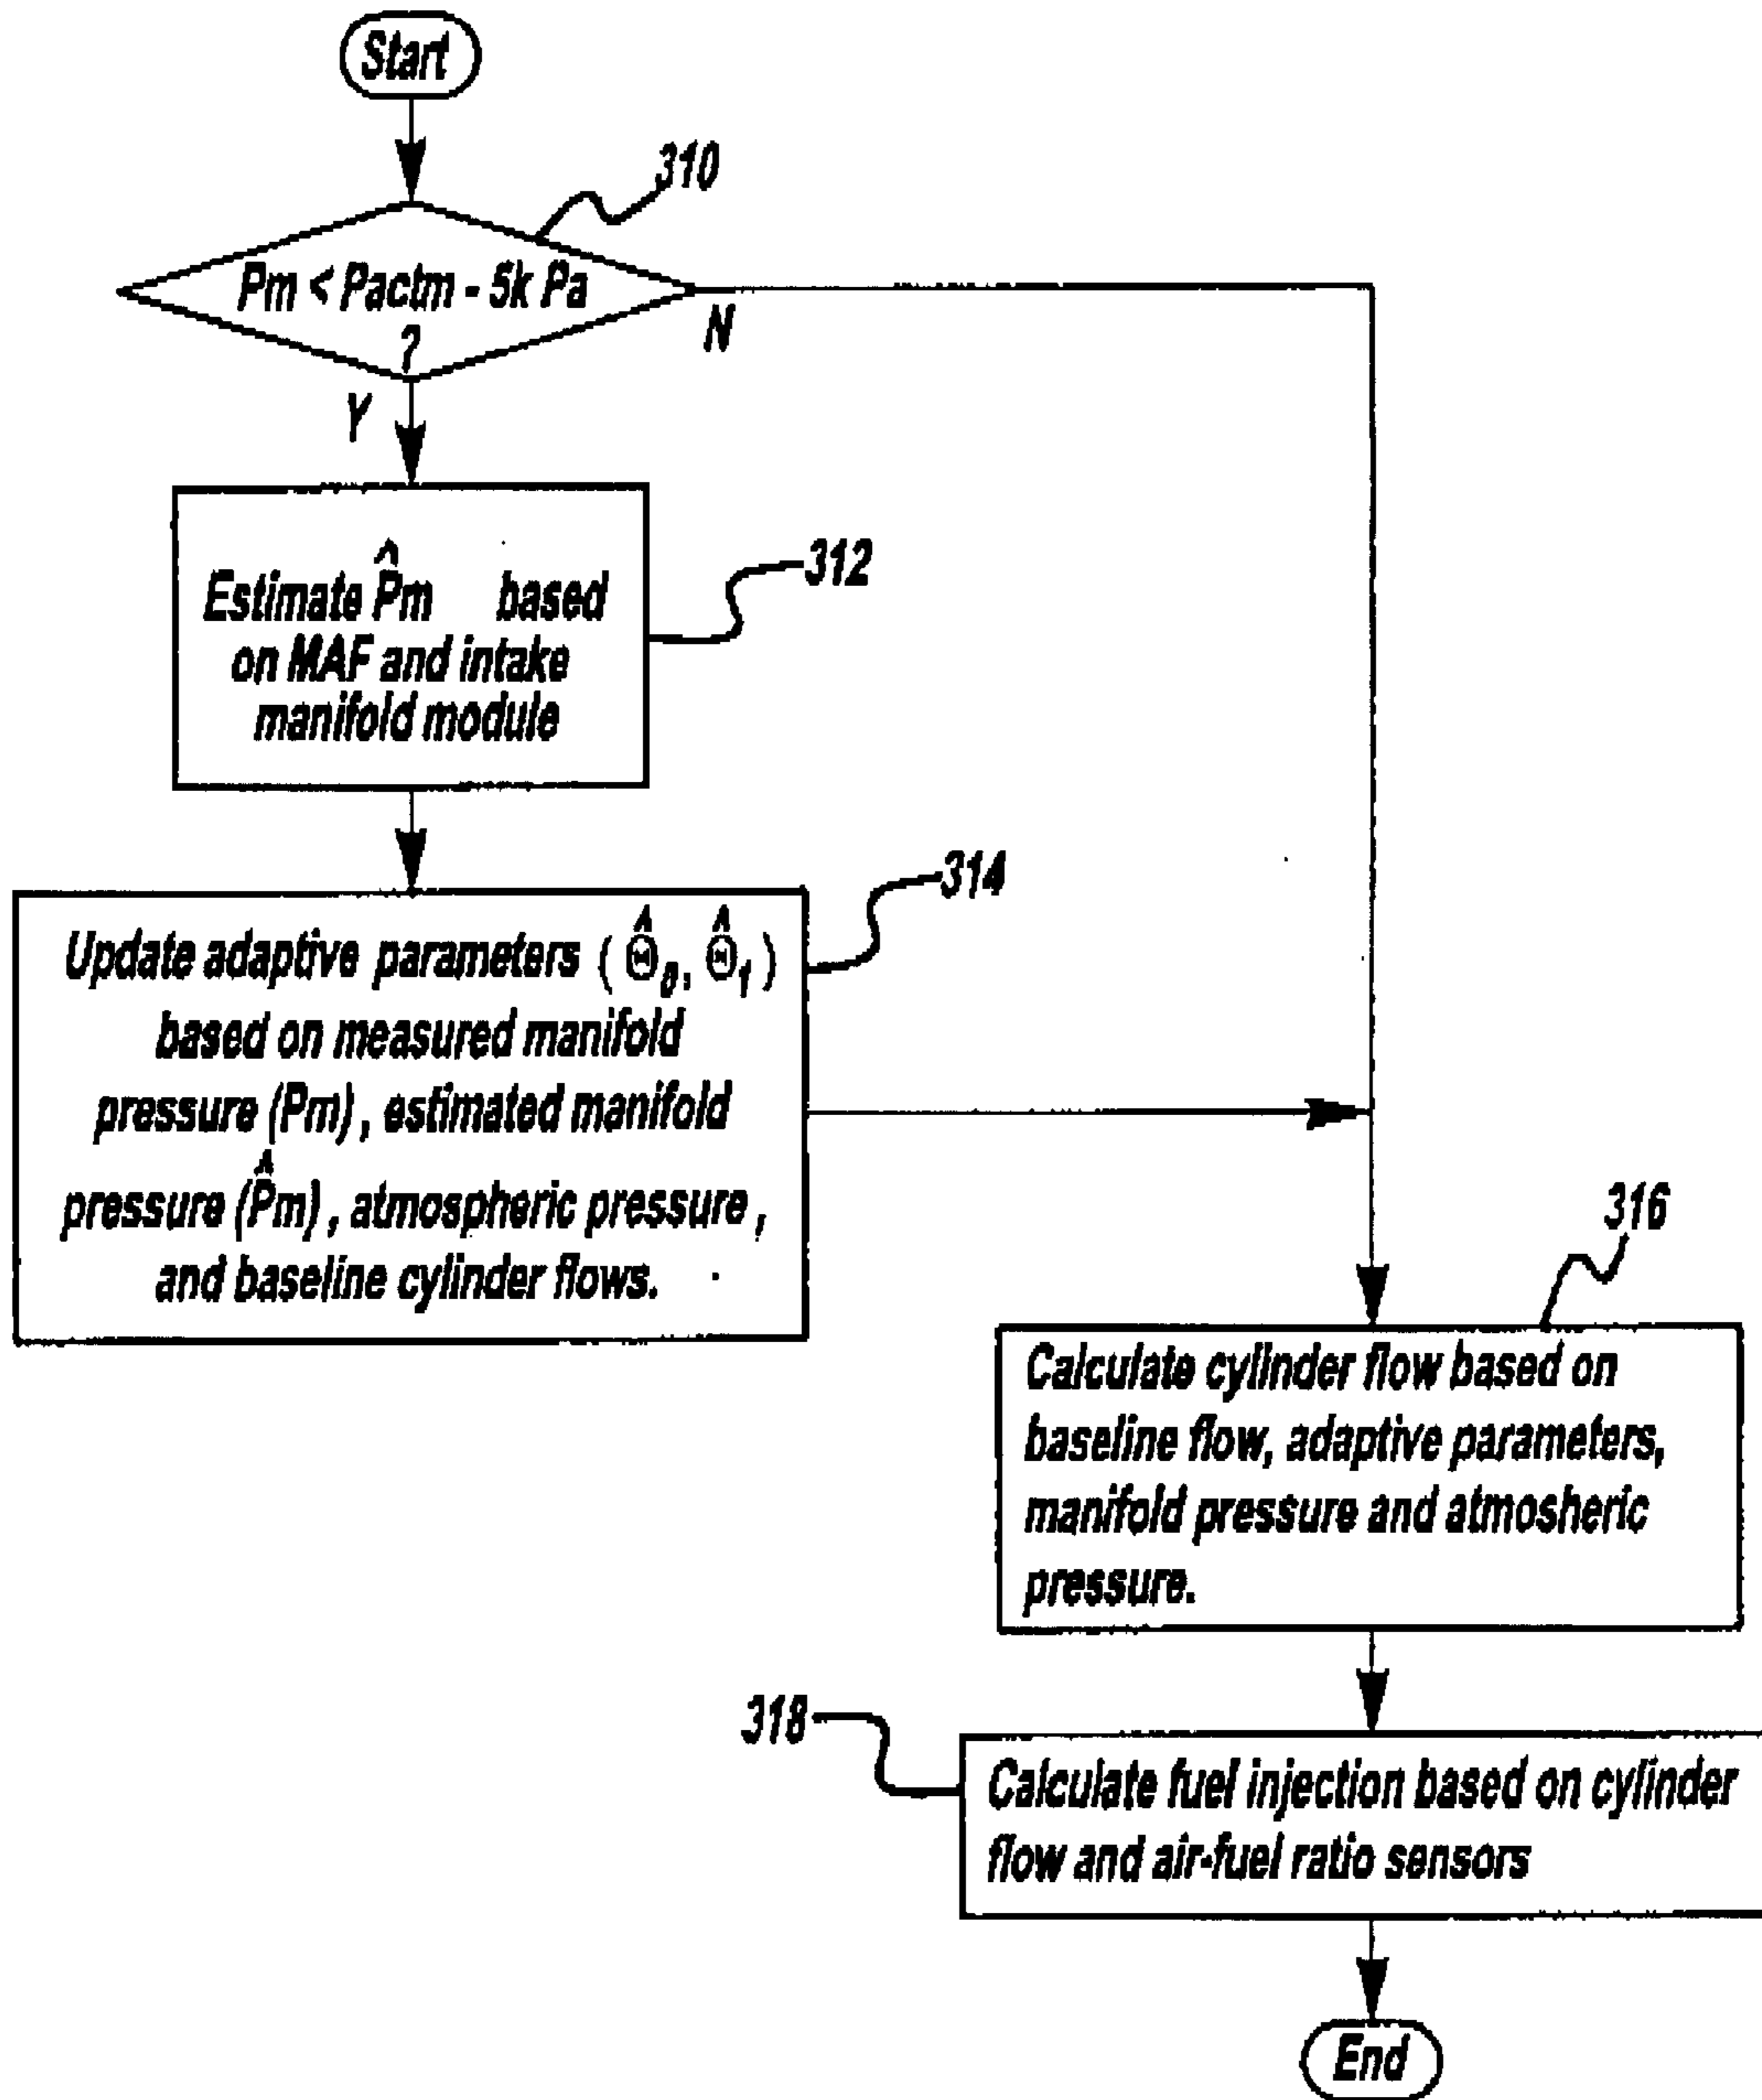 Start
310
Pm < Pactm - 5k Pa
?
N
Y
312
Estimate P̂m based
on MAF and intake
manifold module
314
Update adaptive parameters ( Θ̂0, Θ̂1 )
based on measured manifold
pressure (Pm) , estimated manifold
pressure (P̂m) , atmospheric pressure ,
and baseline cylinder flows.
316
Calculate cylinder flow based on
baseline flow, adaptive parameters,
manifold pressure and atmosheric
pressure.
318
Calculate fuel injection based on cylinder
flow and air-fuel ratio sensors
End